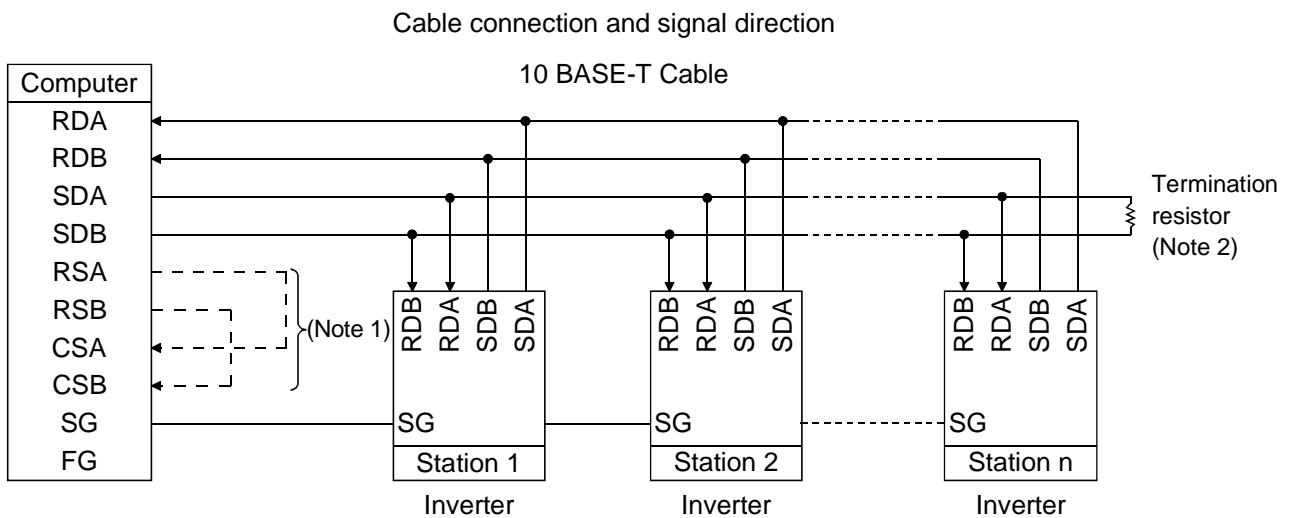 Cable connection and signal direction
10 BASE-T Cable
Computer
RDA
RDB
SDA
SDB
RSA
RSB
CSA
CSB
SG
FG
(Note 1)
Termination
resistor
(Note 2)
RDB
RDA
SDB
SDA
SG
Station 1
Inverter
RDB
RDA
SDB
SDA
SG
Station 2
Inverter
RDB
RDA
SDB
SDA
SG
Station n
Inverter